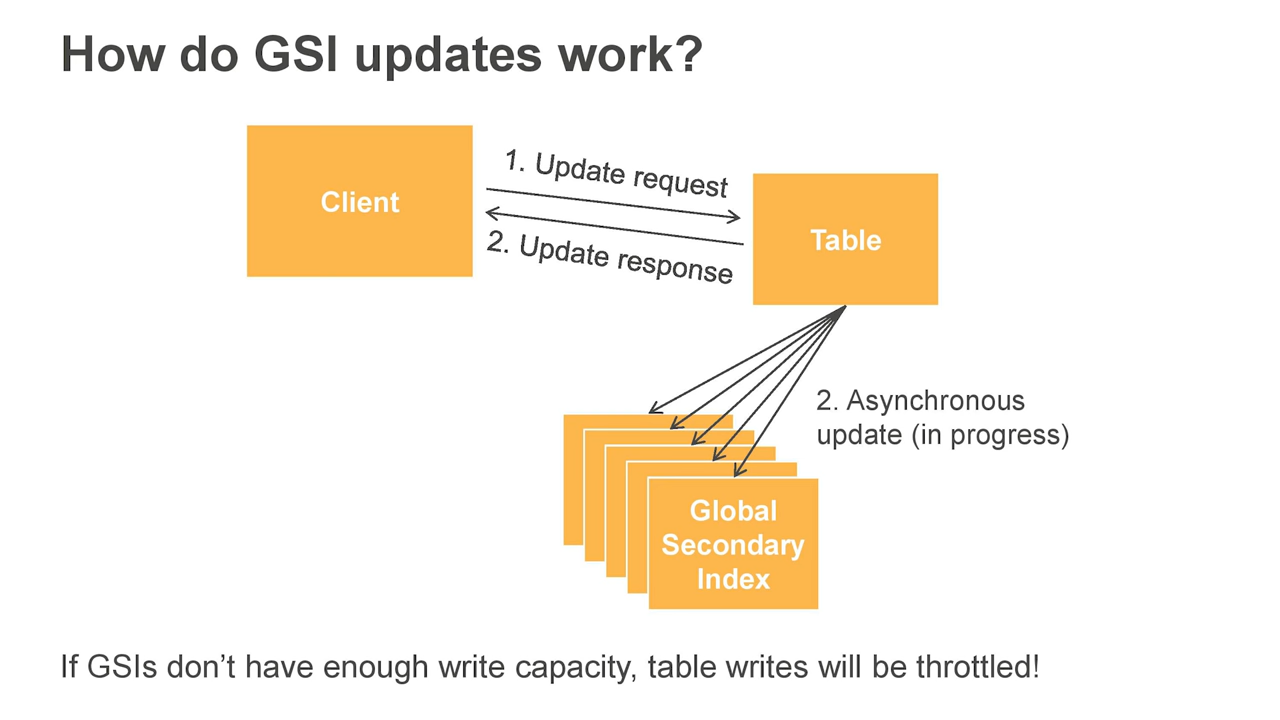 How do GSI updates work?
Client
1. Update request
2. Update response
Table
2. Asynchronous
update (in progress)
Global
Secondary
Index
If GSIs don’t have enough write capacity, table writes will be throttled!